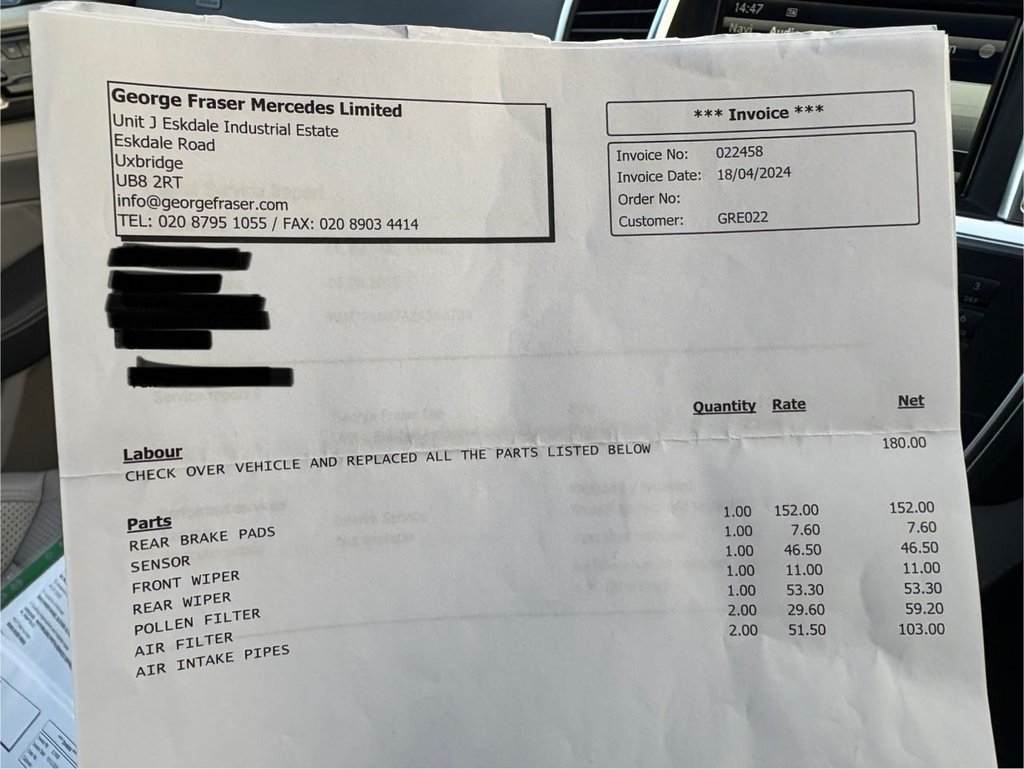 14:47
Navi Audio
George Fraser Mercedes Limited
Unit J Eskdale Industrial Estate
Eskdale Road
Uxbridge
UB8 2RT
info@georgefraser.com
TEL: 020 8795 1055 / FAX: 020 8903 4414
*** Invoice ***
Invoice No: 022458
Invoice Date: 18/04/2024
Order No:
Customer: GRE022
Quantity Rate Net
Labour
CHECK OVER VEHICLE AND REPLACED ALL THE PARTS LISTED BELOW 180.00
Parts
REAR BRAKE PADS 1.00 152.00 152.00
SENSOR 1.00 7.60 7.60
FRONT WIPER 1.00 46.50 46.50
REAR WIPER 1.00 11.00 11.00
POLLEN FILTER 1.00 53.30 53.30
AIR FILTER 2.00 29.60 59.20
AIR INTAKE PIPES 2.00 51.50 103.00